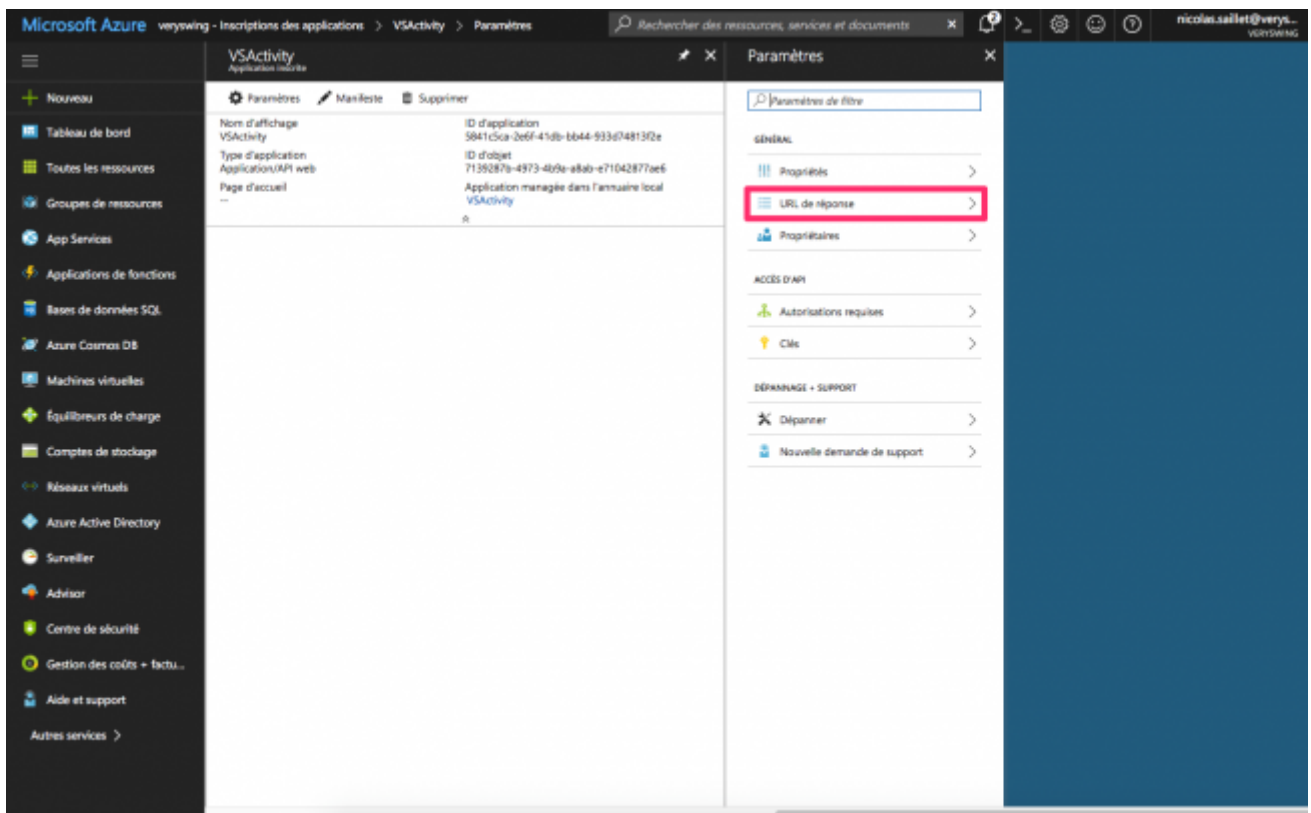 Microsoft Azure veryswing - Inscriptions des applications > VSActivity > Paramètres
Rechercher des ressources, services et documents
nicolas.saillet@verys...
VERYSWING
Nouveau
Tableau de bord
Toutes les ressources
Groupes de ressources
App Services
Applications de fonctions
Bases de données SQL
Azure Cosmos DB
Machines virtuelles
Équilibreurs de charge
Comptes de stockage
Réseaux virtuels
Azure Active Directory
Surveiller
Advisor
Centre de sécurité
Gestion des coûts + factu...
Aide et support
Autres services >
VSActivity
Application inscrite
Paramètres Manifeste Supprimer
Nom d'affichage
VSActivity
Type d'application
Application/API web
Page d'accueil
--
ID d'application
5841c5ca-2e6f-41db-bb44-933d74813f2e
ID d'objet
7139287b-4973-4b9a-a8ab-e71042877ae6
Application managée dans l'annuaire local
VSActivity
Paramètres
Paramètres de filtre
GÉNÉRAL
Propriétés
URL de réponse
Propriétaires
ACCÈS D'API
Autorisations requises
Clés
DÉPANNAGE + SUPPORT
Dépanner
Nouvelle demande de support